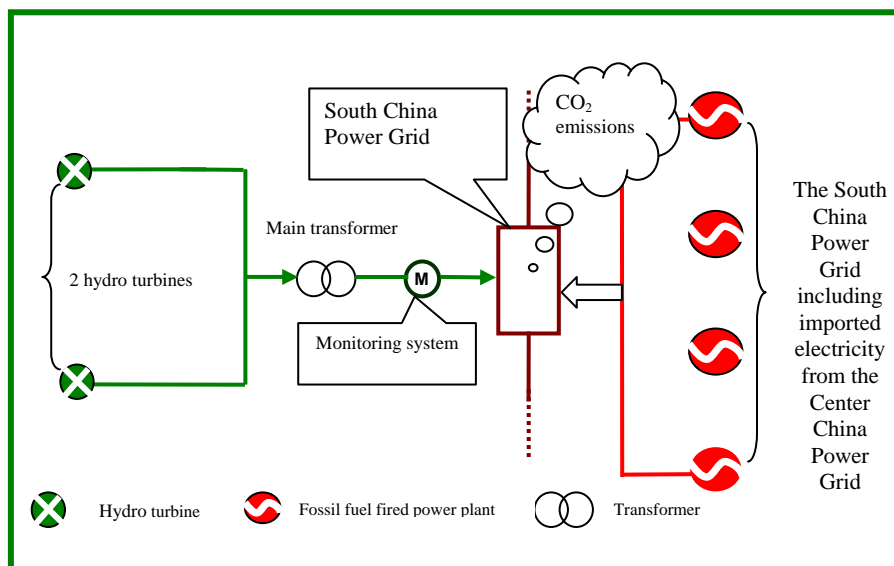 South China
Power Grid
CO₂
emissions
Main transformer
2 hydro turbines
M
Monitoring system
The South
China
Power
Grid
including
imported
electricity
from the
Center
China
Power
Grid
Hydro turbine
Fossil fuel fired power plant
Transformer